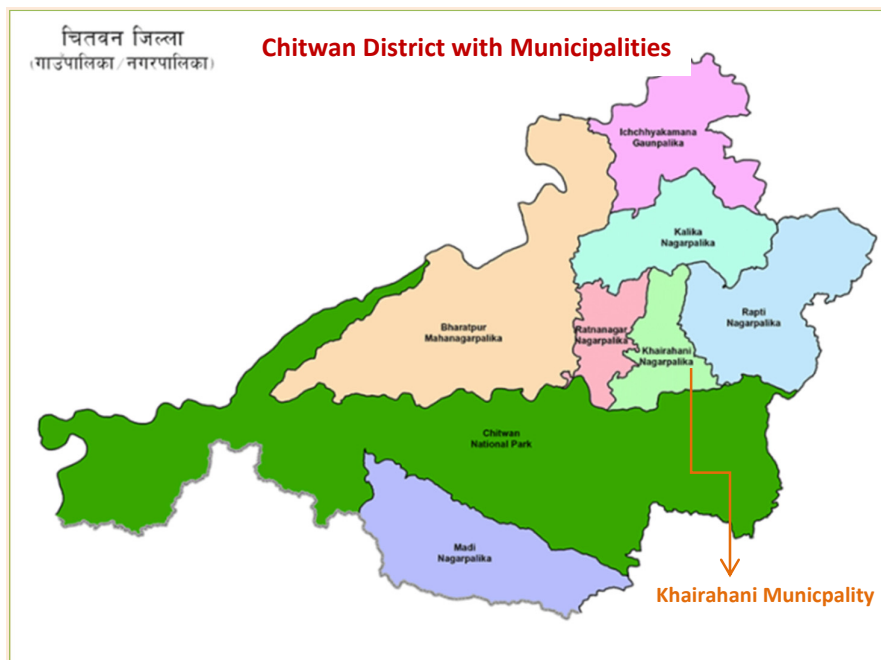 चितवन जिल्ला
(गाउँपालिका/नगरपालिका)
Chitwan District with Municipalities
Ichchhyakamana
Gaunpalika
Kalika
Nagarpalika
Rapti
Nagarpalika
Bharatpur
Mahanagarpalika
Ratnanagar
Nagarpalika
Khairahani
Nagarpalika
Chitwan
National Park
Madi
Nagarpalika
Khairahani Municpality